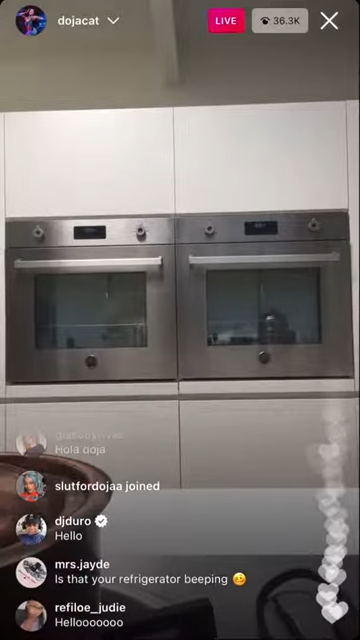 dojacat
LIVE
36.3K
Hola doja
slutfordojaa joined
djduro
Hello
mrs.jayde
Is that your refrigerator beeping 🥴
refiloe_judie
Hellooooooo